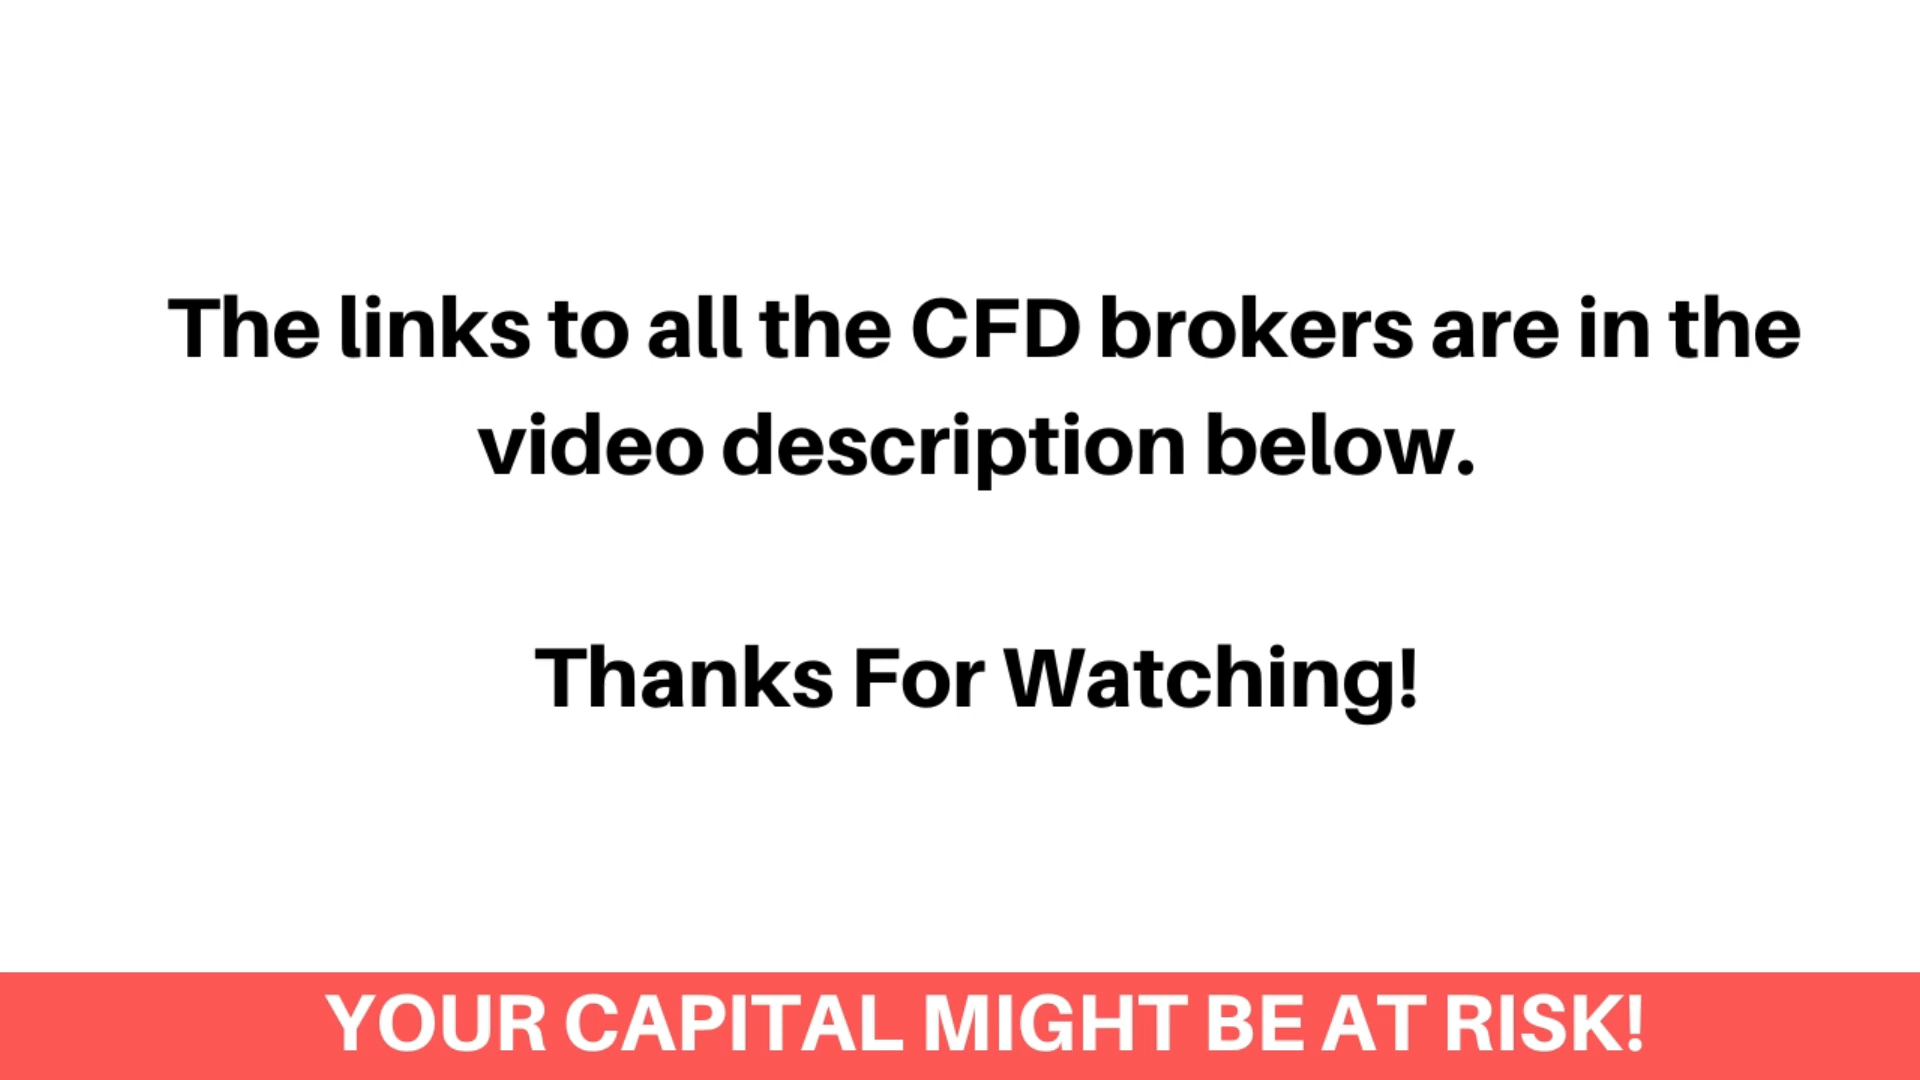 The links to all the CFD brokers are in the
video description below.
Thanks For Watching!
YOUR CAPITAL MIGHT BE AT RISK!